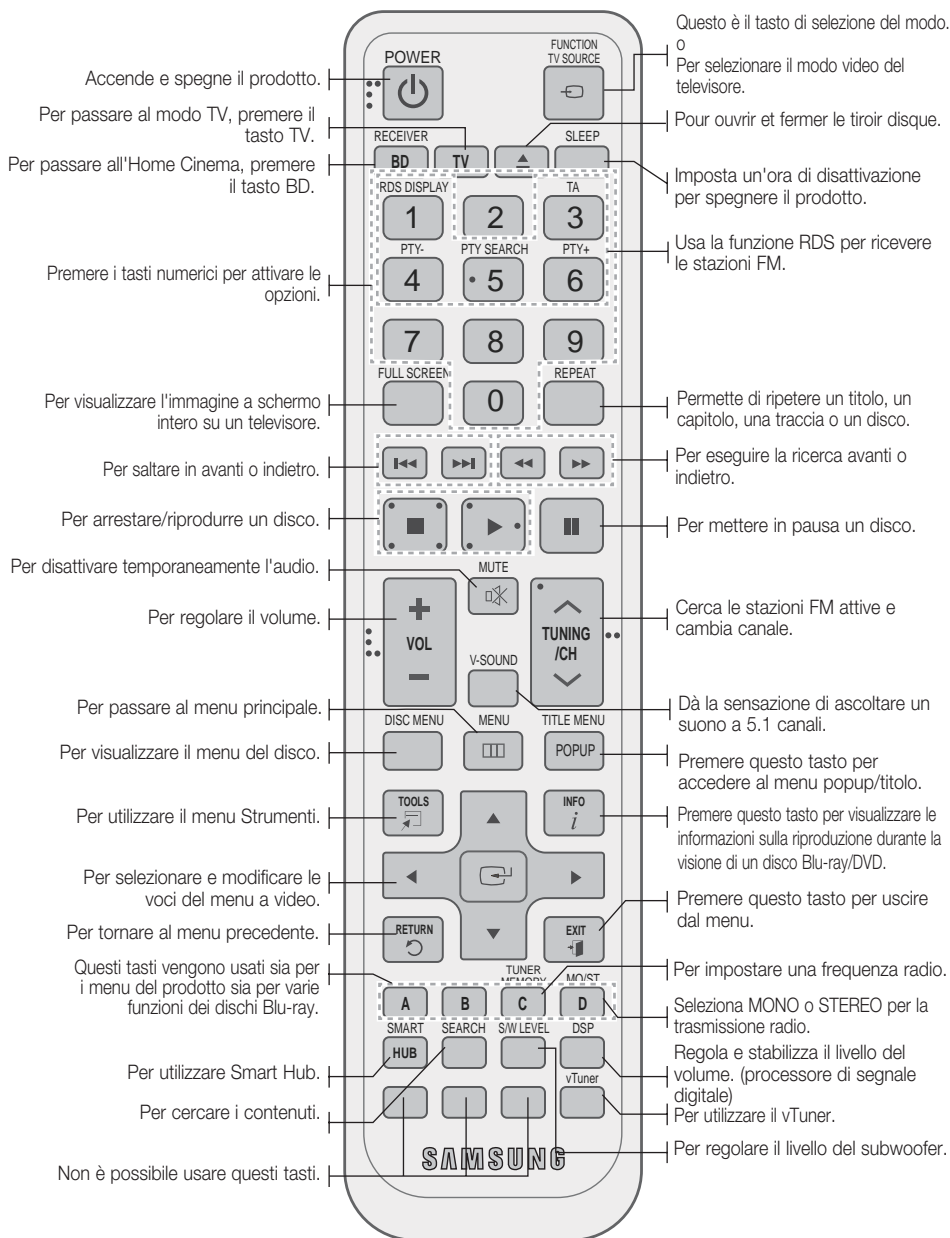 Questo è il tasto di selezione del modo.
o
Per selezionare il modo video del
televisore.
FUNCTION
TV SOURCE
POWER
Accende e spegne il prodotto.
Per passare al modo TV, premere il
tasto TV.
Pour ouvrir et fermer le tiroir disque.
RECEIVER
SLEEP
BD
TV
Per passare all'Home Cinema, premere
il tasto BD.
Imposta un'ora di disattivazione
per spegnere il prodotto.
RDS DISPLAY
TA
1
2
3
Usa la funzione RDS per ricevere
le stazioni FM.
PTY-
PTY SEARCH
PTY+
Premere i tasti numerici per attivare le
opzioni.
4
5
6
7
8
9
FULL SCREEN
REPEAT
0
Per visualizzare l'immagine a schermo
intero su un televisore.
Permette di ripetere un titolo, un
capitolo, una traccia o un disco.
Per saltare in avanti o indietro.
Per eseguire la ricerca avanti o
indietro.
Per arrestare/riprodurre un disco.
Per mettere in pausa un disco.
Per disattivare temporaneamente l'audio.
MUTE
Per regolare il volume.
VOL
TUNING
/CH
Cerca le stazioni FM attive e
cambia canale.
V-SOUND
Dà la sensazione di ascoltare un
suono a 5.1 canali.
Per passare al menu principale.
DISC MENU
MENU
TITLE MENU
POPUP
Per visualizzare il menu del disco.
Premere questo tasto per
accedere al menu popup/titolo.
TOOLS
INFO
i
Per utilizzare il menu Strumenti.
Premere questo tasto per visualizzare le
informazioni sulla riproduzione durante la
visione di un disco Blu-ray/DVD.
Per selezionare e modificare le
voci del menu a video.
Premere questo tasto per uscire
dal menu.
Per tornare al menu precedente.
RETURN
EXIT
Questi tasti vengono usati sia per
i menu del prodotto sia per varie
funzioni dei dischi Blu-ray.
TUNER
MEMORY
MO/ST
Per impostare una frequenza radio.
A
B
C
D
Seleziona MONO o STEREO per la
trasmissione radio.
SMART
SEARCH
S/W LEVEL
DSP
HUB
Per utilizzare Smart Hub.
Regola e stabilizza il livello del
volume. (processore di segnale
digitale)
vTuner
Per cercare i contenuti.
Per utilizzare il vTuner.
SAMSUNG
Per regolare il livello del subwoofer.
Non è possibile usare questi tasti.